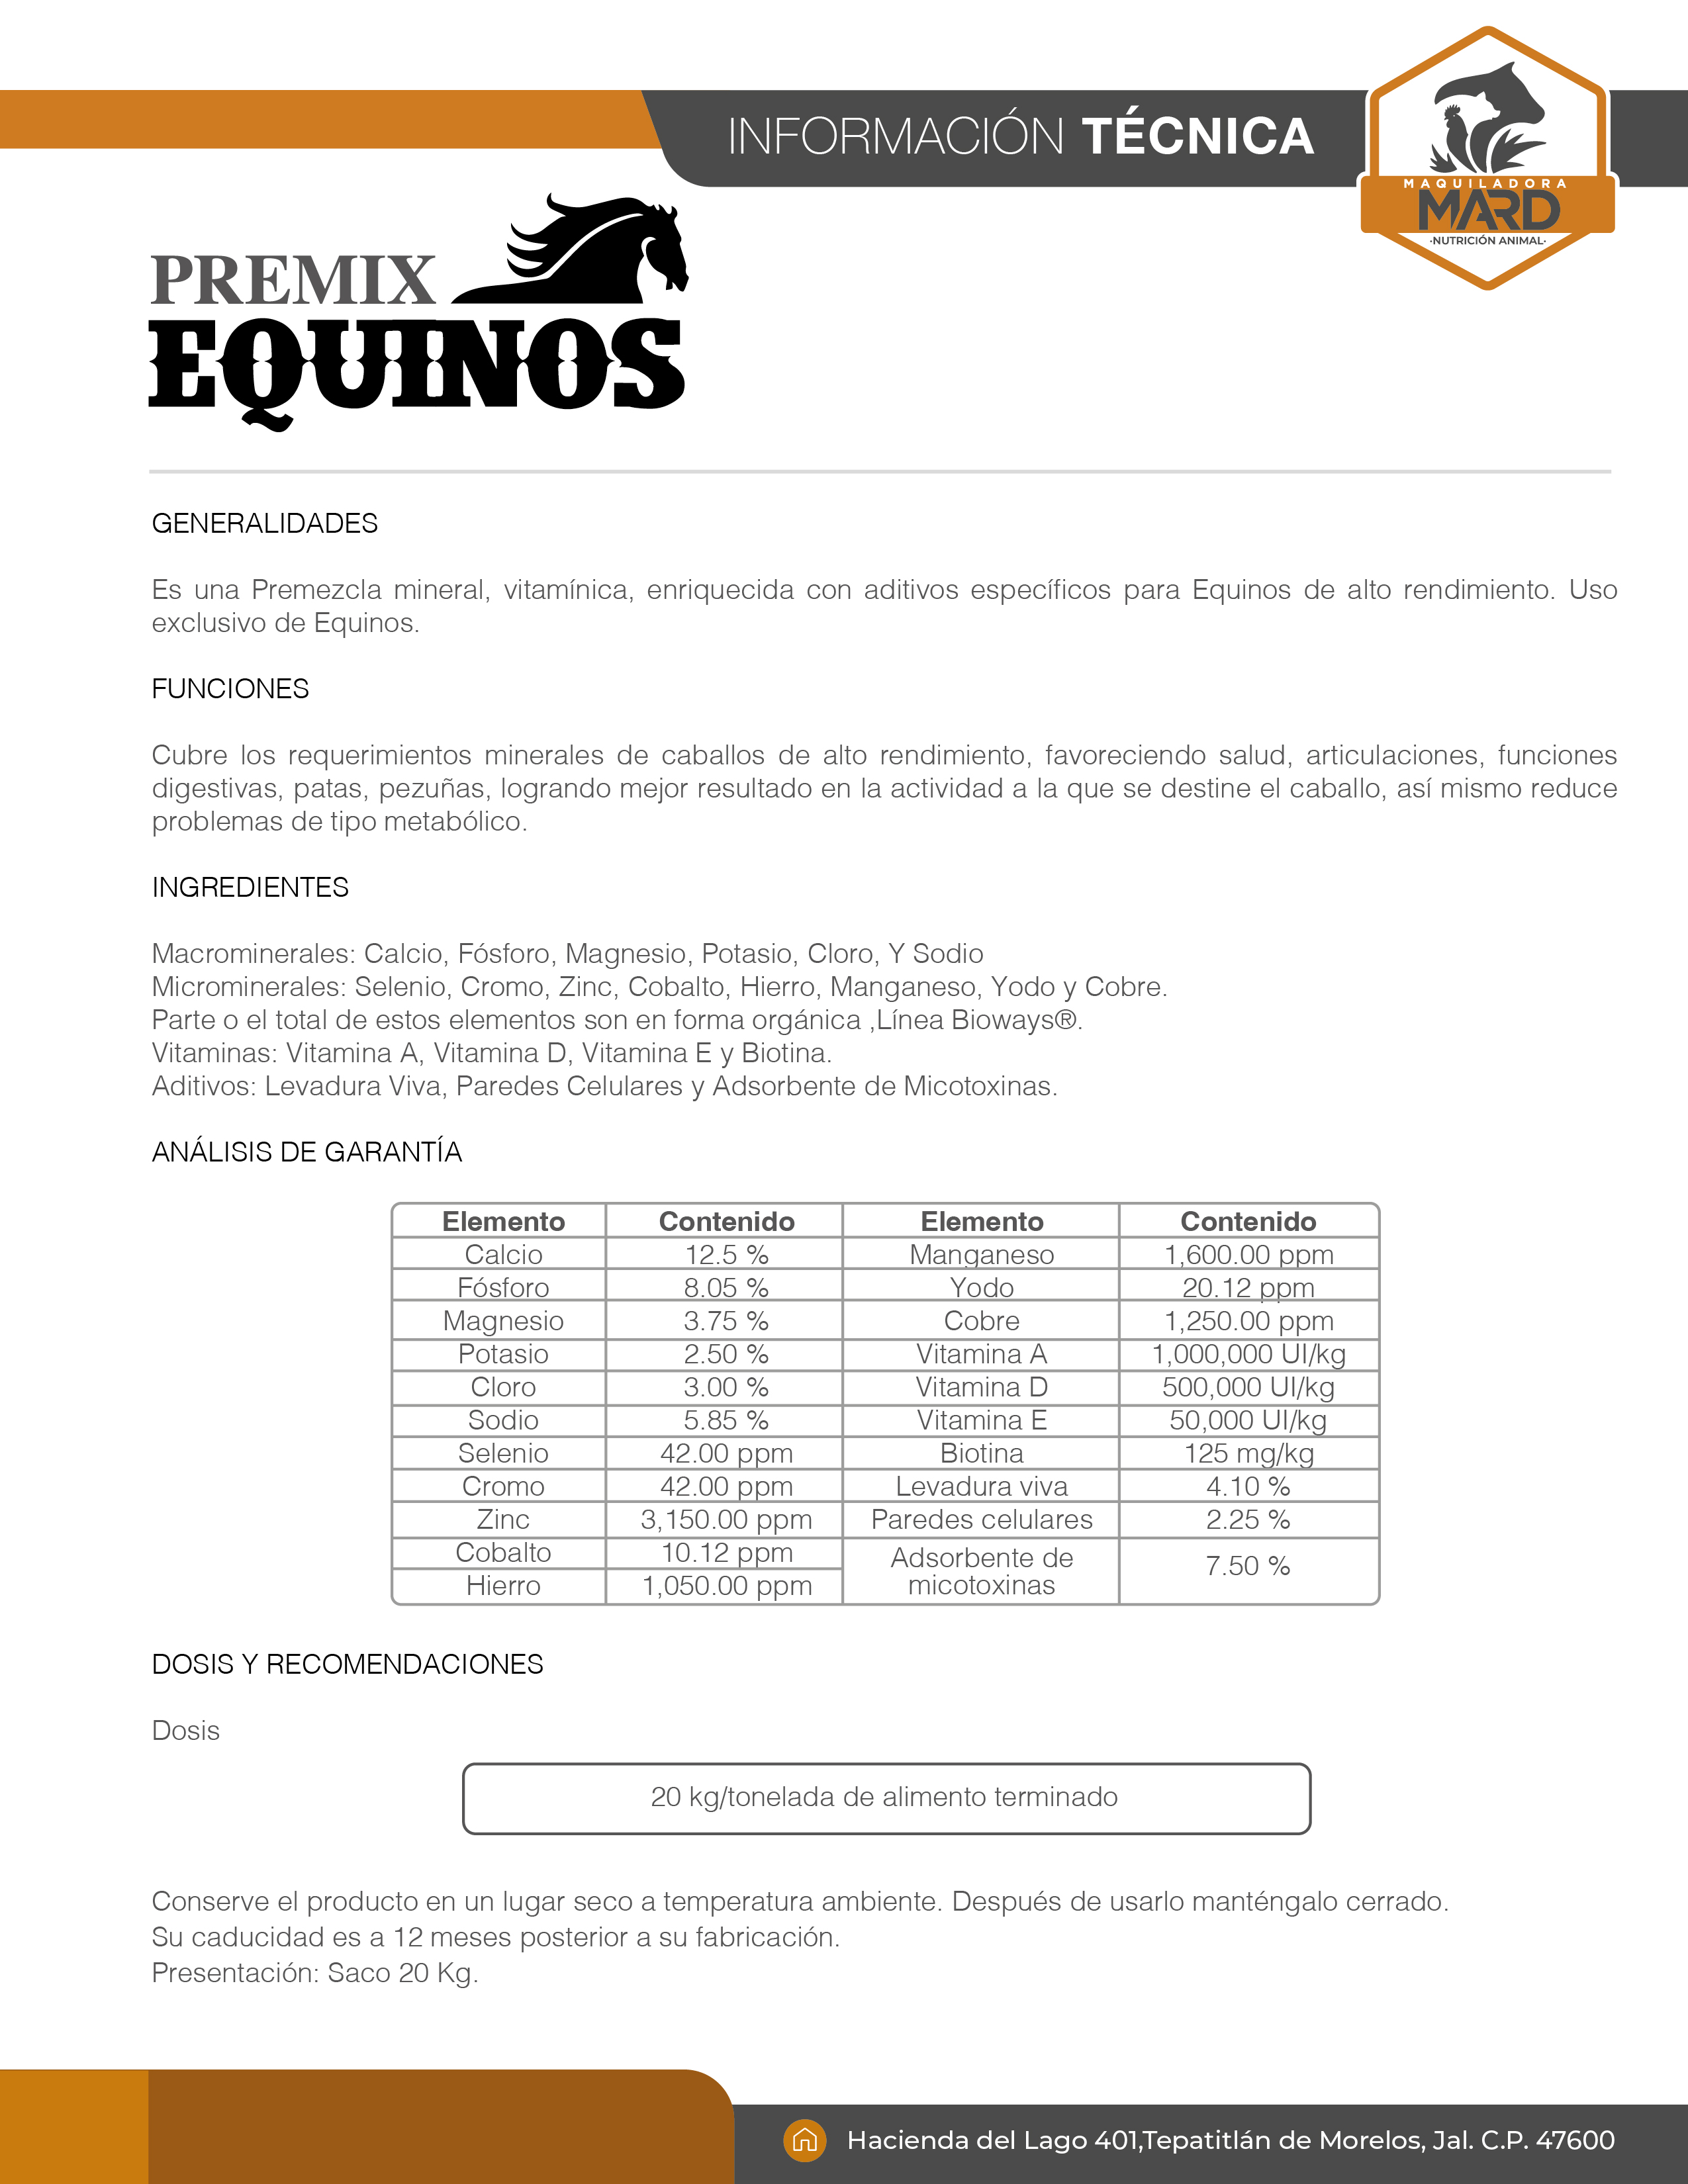 INFORMACIÓN TÉCNICA
MAQUILADORA
MARD
·NUTRICIÓN ANIMAL·
PREMIX
EQUINOS
GENERALIDADES
Es una Premezcla mineral, vitamínica, enriquecida con aditivos específicos para Equinos de alto rendimiento. Uso
exclusivo de Equinos.
FUNCIONES
Cubre los requerimientos minerales de caballos de alto rendimiento, favoreciendo salud, articulaciones, funciones
digestivas, patas, pezuñas, logrando mejor resultado en la actividad a la que se destine el caballo, así mismo reduce
problemas de tipo metabólico.
INGREDIENTES
Macrominerales: Calcio, Fósforo, Magnesio, Potasio, Cloro, Y Sodio
Microminerales: Selenio, Cromo, Zinc, Cobalto, Hierro, Manganeso, Yodo y Cobre.
Parte o el total de estos elementos son en forma orgánica ,Línea Bioways®.
Vitaminas: Vitamina A, Vitamina D, Vitamina E y Biotina.
Aditivos: Levadura Viva, Paredes Celulares y Adsorbente de Micotoxinas.
ANÁLISIS DE GARANTÍA
Elemento Contenido Elemento Contenido
Calcio 12.5 % Manganeso 1,600.00 ppm
Fósforo 8.05 % Yodo 20.12 ppm
Magnesio 3.75 % Cobre 1,250.00 ppm
Potasio 2.50 % Vitamina A 1,000,000 UI/kg
Cloro 3.00 % Vitamina D 500,000 UI/kg
Sodio 5.85 % Vitamina E 50,000 UI/kg
Selenio 42.00 ppm Biotina 125 mg/kg
Cromo 42.00 ppm Levadura viva 4.10 %
Zinc 3,150.00 ppm Paredes celulares 2.25 %
Cobalto 10.12 ppm Adsorbente de
micotoxinas 7.50 %
Hierro 1,050.00 ppm
DOSIS Y RECOMENDACIONES
Dosis
20 kg/tonelada de alimento terminado
Conserve el producto en un lugar seco a temperatura ambiente. Después de usarlo manténgalo cerrado.
Su caducidad es a 12 meses posterior a su fabricación.
Presentación: Saco 20 Kg.
Hacienda del Lago 401,Tepatitlán de Morelos, Jal. C.P. 47600